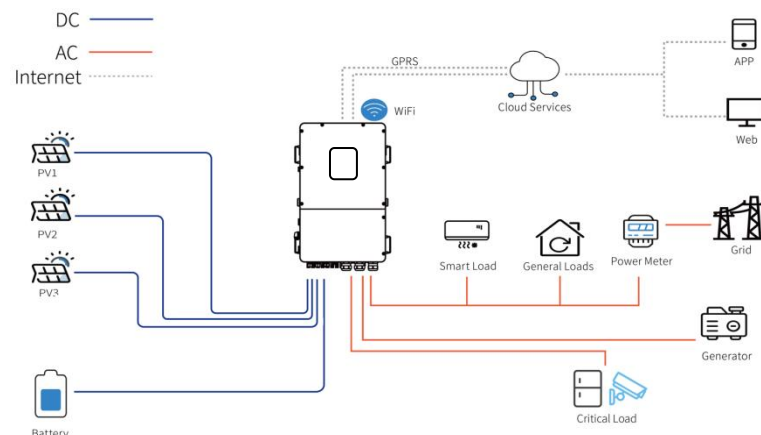 DC
AC
Internet
GPRS
WiFi
Cloud Services
APP
Web
PV1
PV2
PV3
Smart Load
General Loads
Power Meter
Grid
Generator
Critical Load
Battery